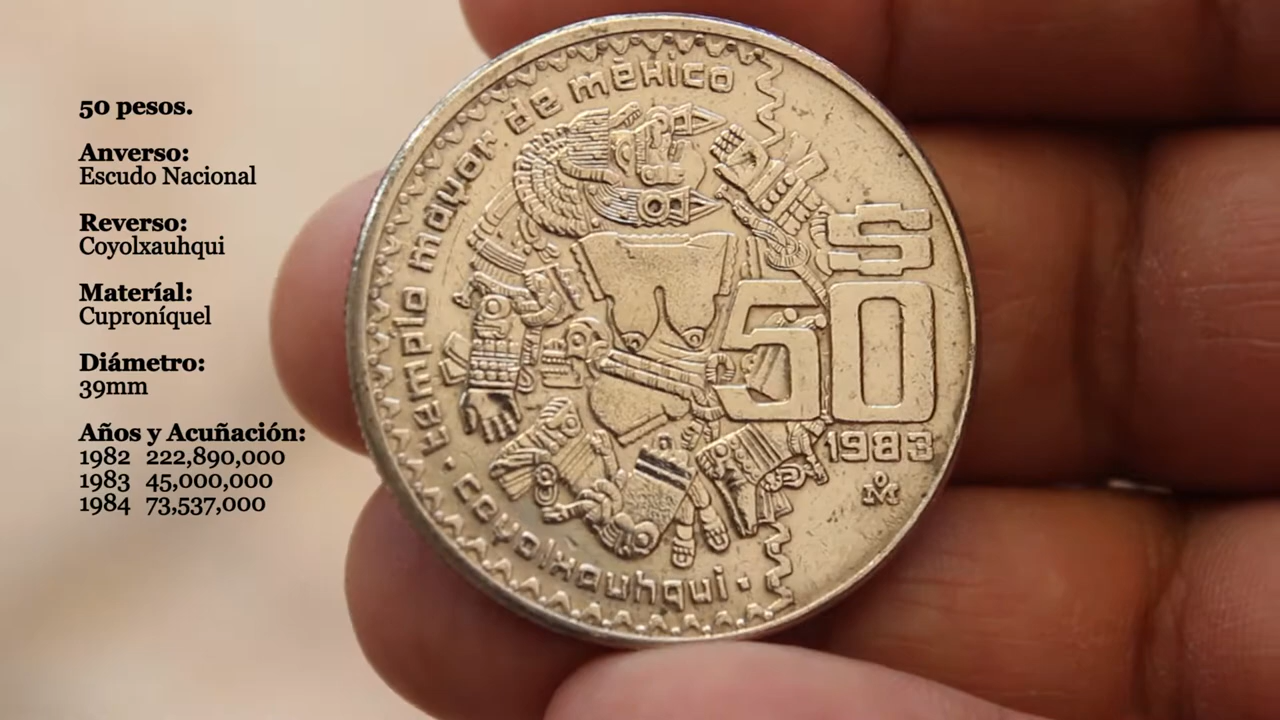 50 pesos.
Anverso:
Escudo Nacional
Reverso:
Coyolxauhqui
Materíal:
Cuproníquel
Diámetro:
39mm
Años y Acuñación:
1982 222,890,000
1983 45,000,000
1984 73,537,000
templo mayor de méxico
· coyolxauhqui ·
$
50
1983
M